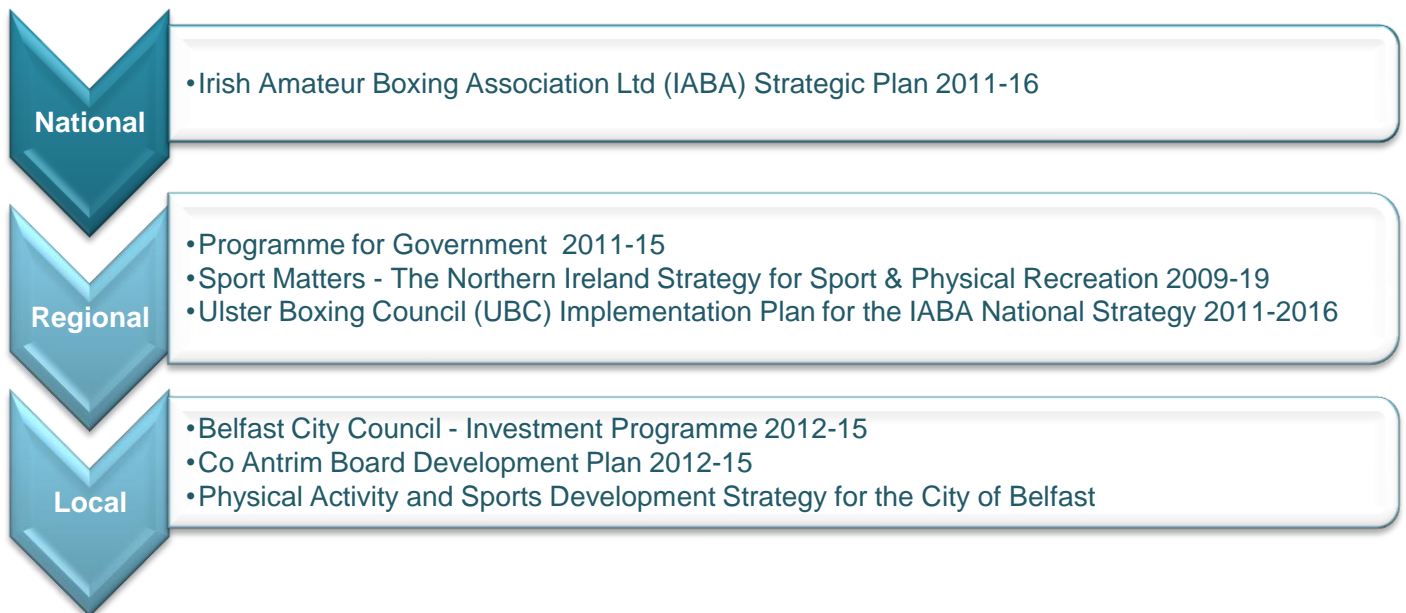 National
•Irish Amateur Boxing Association Ltd (IABA) Strategic Plan 2011-16
Regional
•Programme for Government 2011-15
•Sport Matters - The Northern Ireland Strategy for Sport & Physical Recreation 2009-19
•Ulster Boxing Council (UBC) Implementation Plan for the IABA National Strategy 2011-2016
Local
•Belfast City Council - Investment Programme 2012-15
•Co Antrim Board Development Plan 2012-15
•Physical Activity and Sports Development Strategy for the City of Belfast